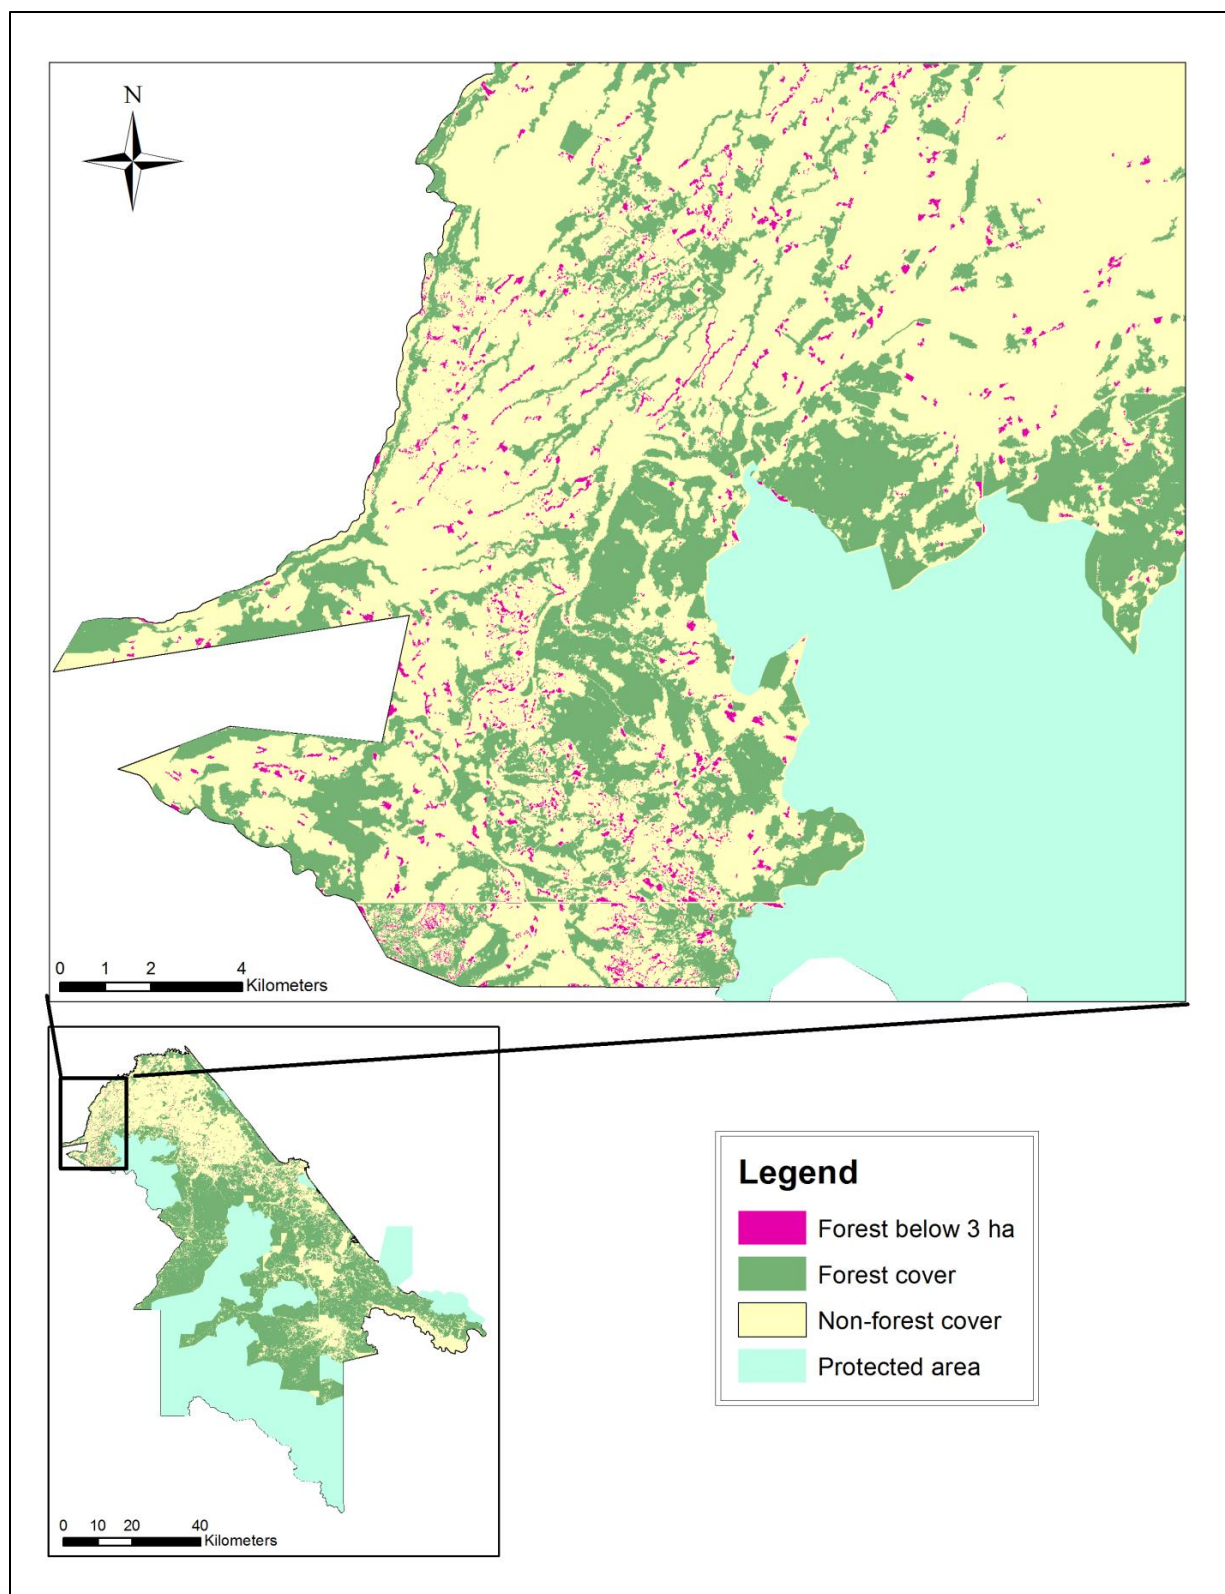 N
0 1 2 4
Kilometers
0 10 20 40
Kilometers
Legend
Forest below 3 ha
Forest cover
Non-forest cover
Protected area